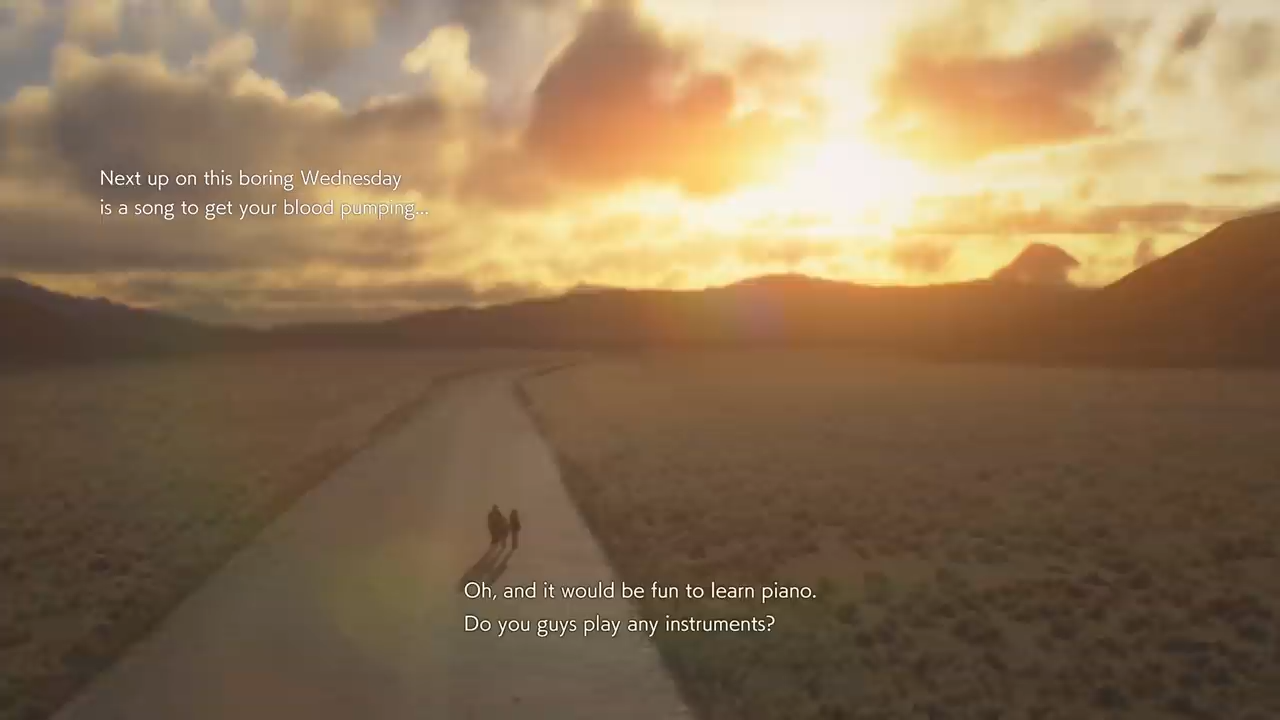 Next up on this boring Wednesday
is a song to get your blood pumping...
Oh, and it would be fun to learn piano.
Do you guys play any instruments?